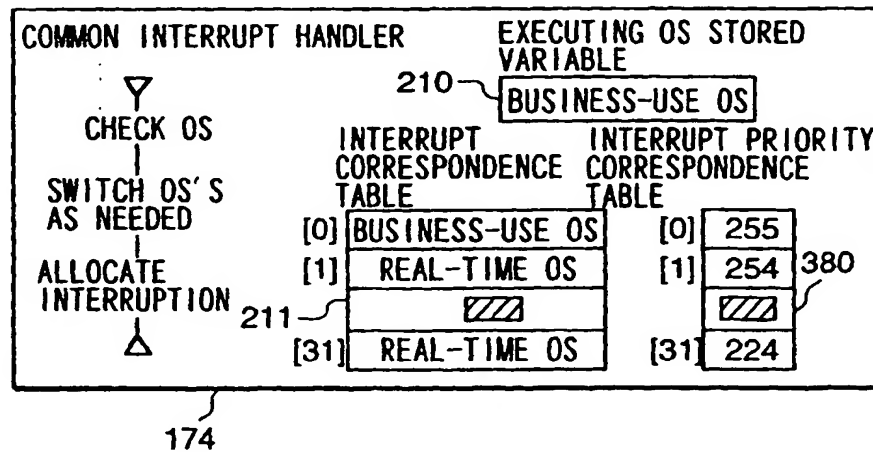 COMMON INTERRUPT HANDLER
CHECK OS
SWITCH OS'S
AS NEEDED
ALLOCATE
INTERRUPTION
EXECUTING OS STORED
VARIABLE
210
BUSINESS-USE OS
INTERRUPT
CORRESPONDENCE
TABLE
[0] BUSINESS-USE OS
[1] REAL-TIME OS
211
[31] REAL-TIME OS
INTERRUPT PRIORITY
CORRESPONDENCE
TABLE
[0] 255
[1] 254
380
[31] 224
174